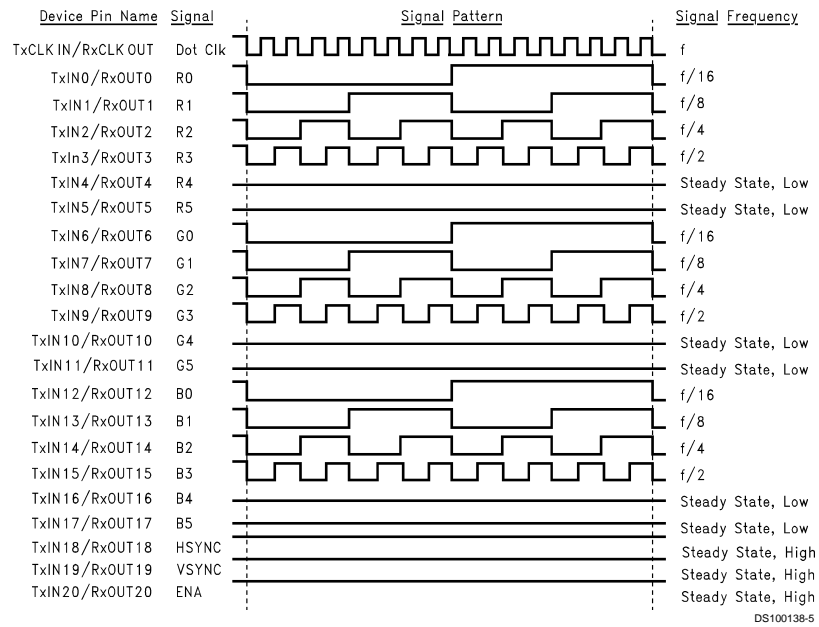 Device Pin Name Signal Signal Pattern Signal Frequency
TxCLK IN/RxCLK OUT Dot Clk f
TxIN0/RxOUT0 R0 f/16
TxIN1/RxOUT1 R1 f/8
TxIN2/RxOUT2 R2 f/4
TxIn3/RxOUT3 R3 f/2
TxIN4/RxOUT4 R4 Steady State, Low
TxIN5/RxOUT5 R5 Steady State, Low
TxIN6/RxOUT6 G0 f/16
TxIN7/RxOUT7 G1 f/8
TxIN8/RxOUT8 G2 f/4
TxIN9/RxOUT9 G3 f/2
TxIN10/RxOUT10 G4 Steady State, Low
TxIN11/RxOUT11 G5 Steady State, Low
TxIN12/RxOUT12 B0 f/16
TxIN13/RxOUT13 B1 f/8
TxIN14/RxOUT14 B2 f/4
TxIN15/RxOUT15 B3 f/2
TxIN16/RxOUT16 B4 Steady State, Low
TxIN17/RxOUT17 B5 Steady State, Low
TxIN18/RxOUT18 HSYNC Steady State, High
TxIN19/RxOUT19 VSYNC Steady State, High
TxIN20/RxOUT20 ENA Steady State, High
DS100138-5